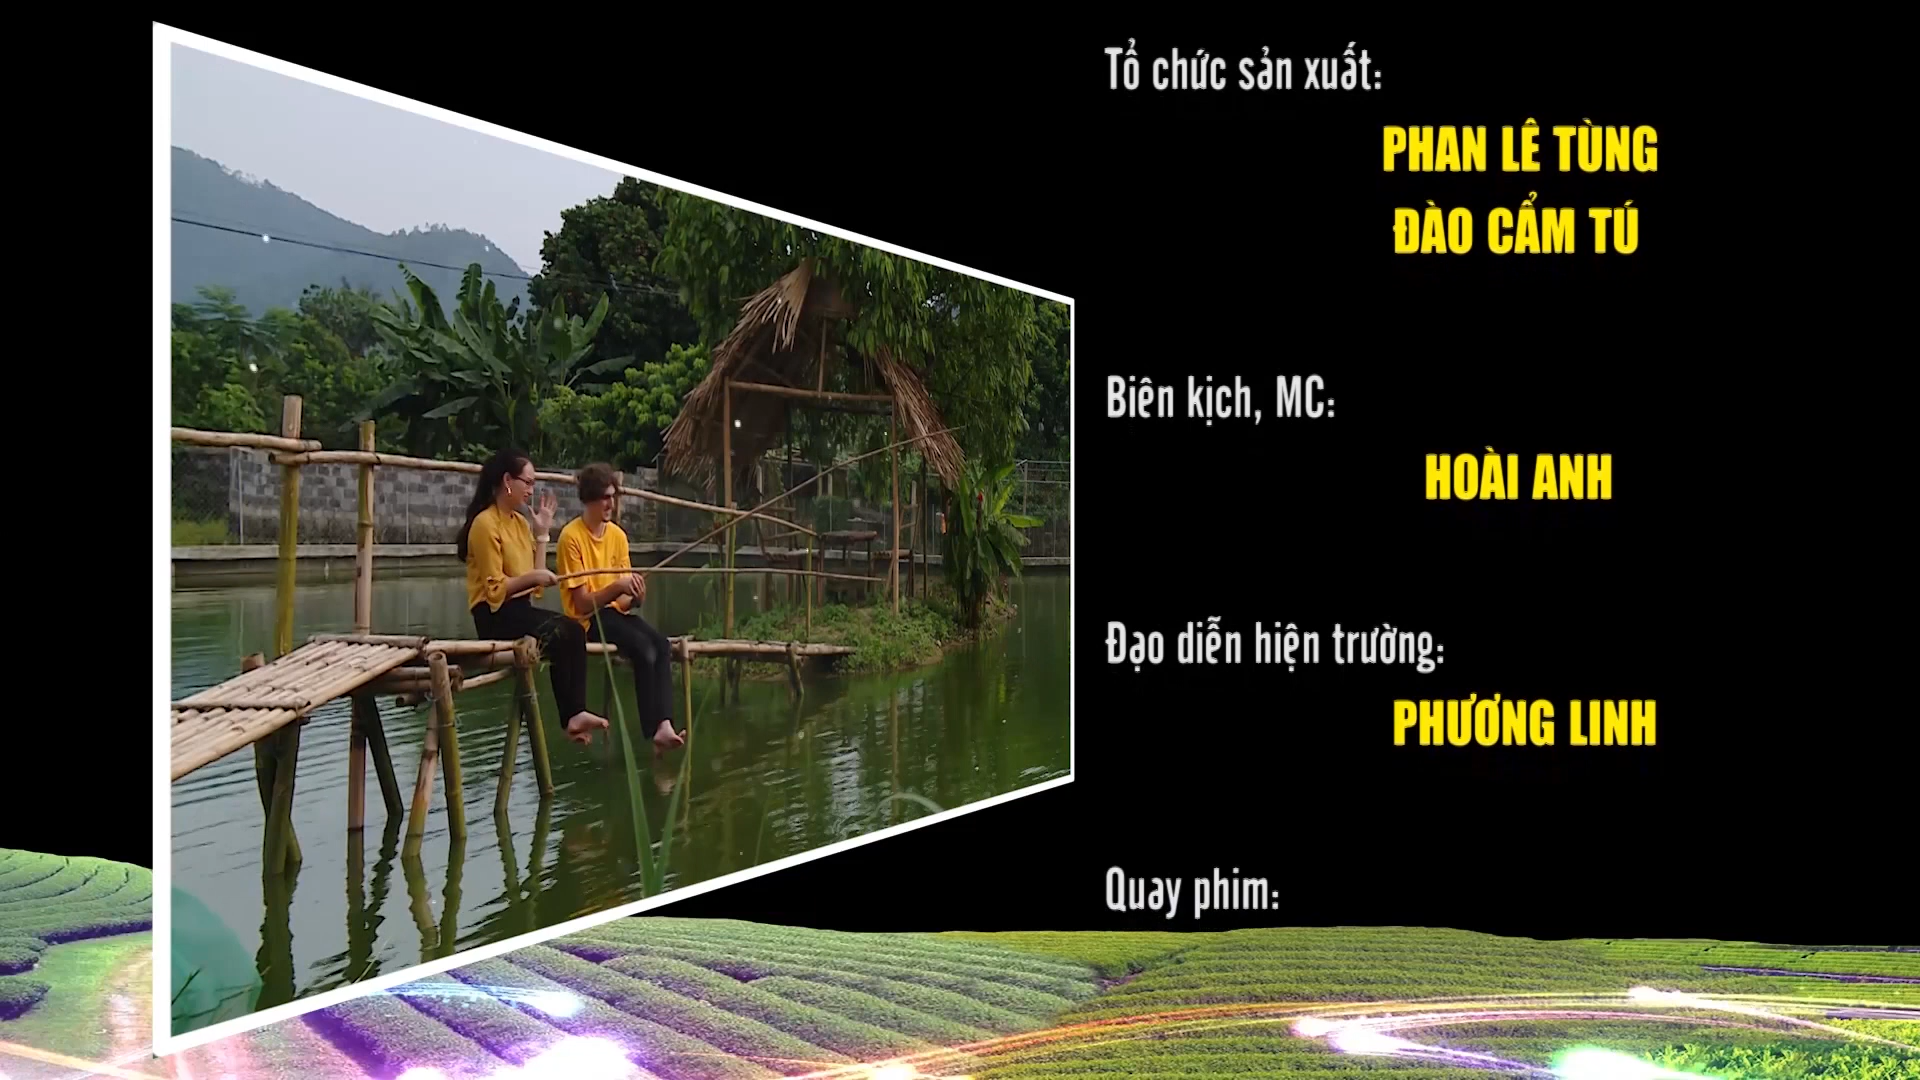 Tổ chức sản xuất:
PHAN LÊ TÙNG
ĐÀO CẨM TÚ
Biên kịch, MC:
HOÀI ANH
Đạo diễn hiện trường:
PHƯƠNG LINH
Quay phim: